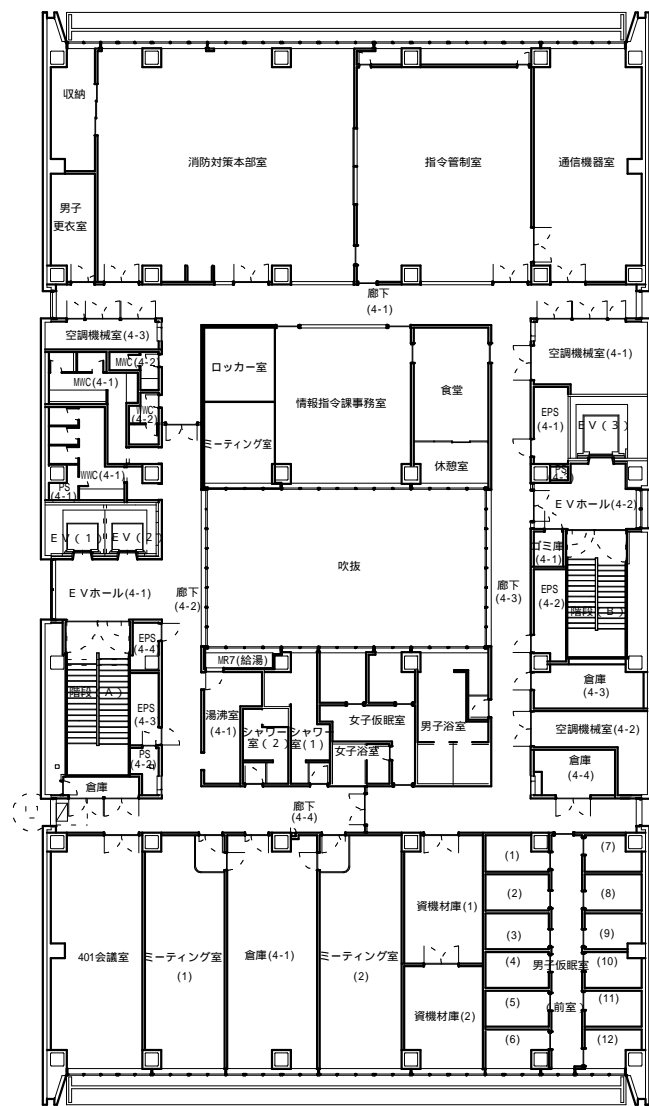 収納
消防対策本部室
指令管制室
通信機器室
男子
更衣室
廊下
(4-1)
空調機械室(4-3)
空調機械室(4-1)
MWC(4-2)
MWC(4-1)
ロッカー室
情報指令課事務室
食堂
WWC
(4-2)
EPS
(4-1)
EV(3)
ミーティング室
休憩室
WWC(4-1)
PS
(4-1)
EVホール(4-2)
EV(1)
EV(2)
ゴミ庫
(4-1)
吹抜
EVホール(4-1)
廊下
(4-2)
廊下
(4-3)
EPS
(4-2)
階段(B)
EPS
(4-4)
MR7(給湯)
倉庫
(4-3)
階段(A)
EPS
(4-3)
湯沸室
(4-1)
シャワー
室(2)
シャワー
室(1)
女子仮眠室
男子浴室
女子浴室
空調機械室(4-2)
PS
(4-2)
倉庫
倉庫
(4-4)
廊下
(4-4)
(1)
(7)
(2)
(8)
資機材庫(1)
(3)
(9)
401会議室
ミーティング室
(1)
倉庫(4-1)
ミーティング室
(2)
(4)
男子仮眠室
(前室)
(10)
(5)
(11)
資機材庫(2)
(6)
(12)